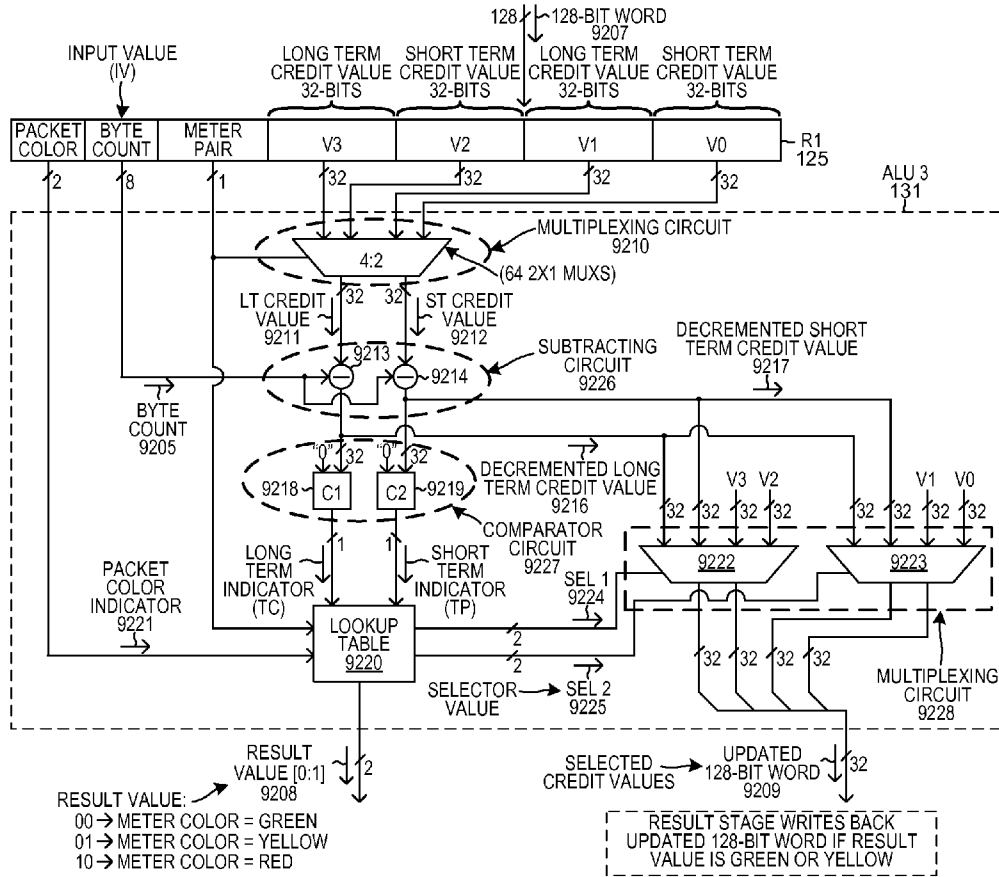 128
128-BIT WORD
9207
INPUT VALUE
(IV)
LONG TERM
CREDIT VALUE
32-BITS
SHORT TERM
CREDIT VALUE
32-BITS
LONG TERM
CREDIT VALUE
32-BITS
SHORT TERM
CREDIT VALUE
32-BITS
PACKET
COLOR
BYTE
COUNT
METER
PAIR
V3
V2
V1
V0
R1
125
2
8
1
32
32
32
32
ALU 3
131
4:2
MULTIPLEXING CIRCUIT
9210
(64 2X1 MUXS)
32
32
LT CREDIT
VALUE
9211
ST CREDIT
VALUE
9212
9213
9214
SUBTRACTING
CIRCUIT
9226
DECREMENTED SHORT
TERM CREDIT VALUE
9217
BYTE
COUNT
9205
"0"
32
"0"
32
9218
C1
C2
9219
DECREMENTED LONG
TERM CREDIT VALUE
9216
V3
V2
V1
V0
32
32
32
32
32
32
32
32
COMPARATOR
CIRCUIT
9227
1
1
LONG
TERM
INDICATOR
(TC)
SHORT
TERM
INDICATOR
(TP)
9222
9223
PACKET
COLOR
INDICATOR
9221
SEL 1
9224
LOOKUP
TABLE
9220
2
2
SELECTOR
VALUE
SEL 2
9225
32
32
32
32
MULTIPLEXING
CIRCUIT
9228
RESULT
VALUE [0:1]
9208
2
SELECTED
CREDIT VALUES
UPDATED
128-BIT WORD
9209
32
RESULT VALUE:
00→METER COLOR = GREEN
01→METER COLOR = YELLOW
10→METER COLOR = RED
RESULT STAGE WRITES BACK
UPDATED 128-BIT WORD IF RESULT
VALUE IS GREEN OR YELLOW